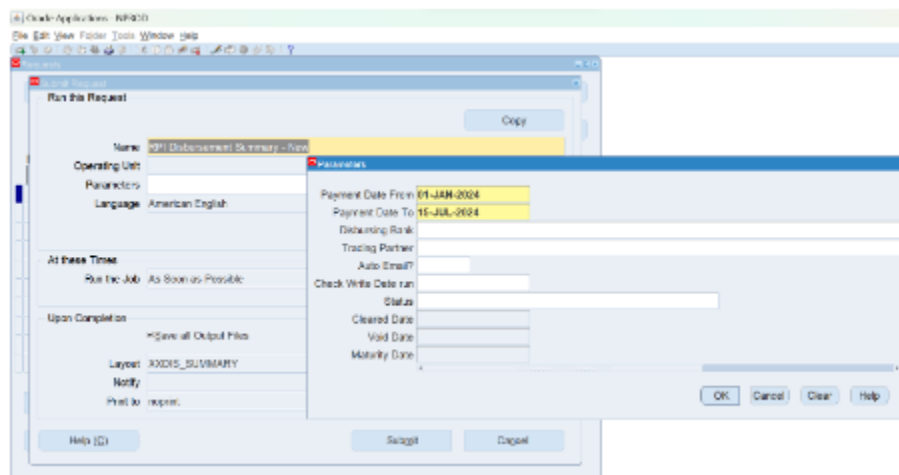 Oracle Applications - NPROD
File Edit View Folder Tools Window Help
Requests
Submit Request
Run this Request
Copy
Name RPI Disbursement Summary - New
Operating Unit
Parameters
Language American English
At these Times
Run the Job As Soon as Possible
Upon Completion
Save all Output Files
Layout XXDIS_SUMMARY
Notify
Print to noprint
Help (C)
Submit
Cancel
Parameters
Payment Date From 01-JAN-2024
Payment Date To 15-JUL-2024
Disbursing Bank
Trading Partner
Auto Email?
Check Write Date run
Status
Cleared Date
Void Date
Maturity Date
OK
Cancel
Clear
Help